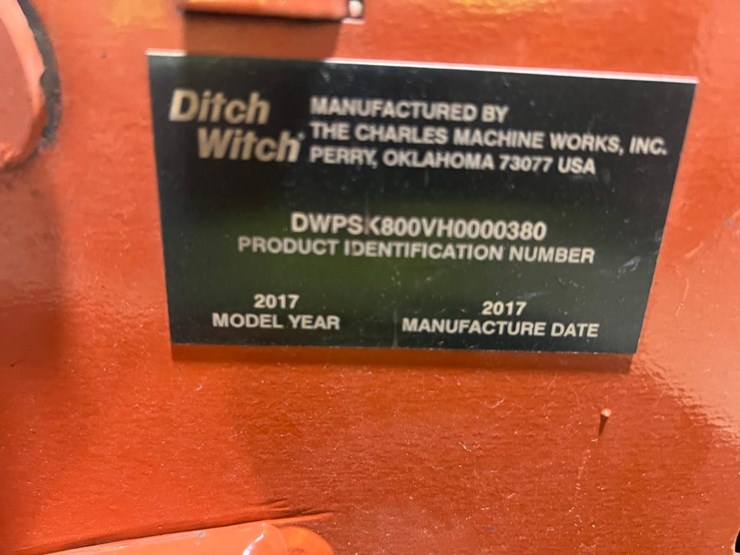 Ditch Witch
MANUFACTURED BY
THE CHARLES MACHINE WORKS, INC.
PERRY, OKLAHOMA 73077 USA
DWPSK800VH0000380
PRODUCT IDENTIFICATION NUMBER
2017
MODEL YEAR
2017
MANUFACTURE DATE